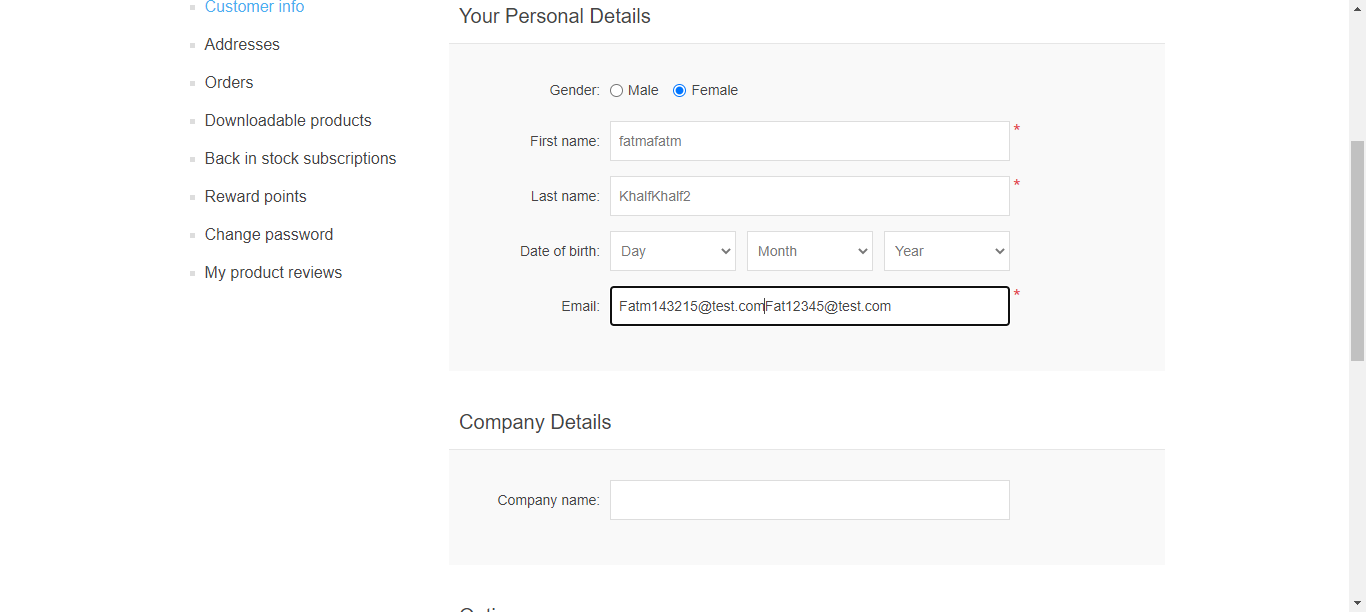 Customer info
Addresses
Orders
Downloadable products
Back in stock subscriptions
Reward points
Change password
My product reviews
Your Personal Details
Gender: Male Female
First name: fatmafatm *
Last name: KhalfKhalf2 *
Date of birth: Day Month Year
Email: Fatm143215@test.comFat12345@test.com *
Company Details
Company name: